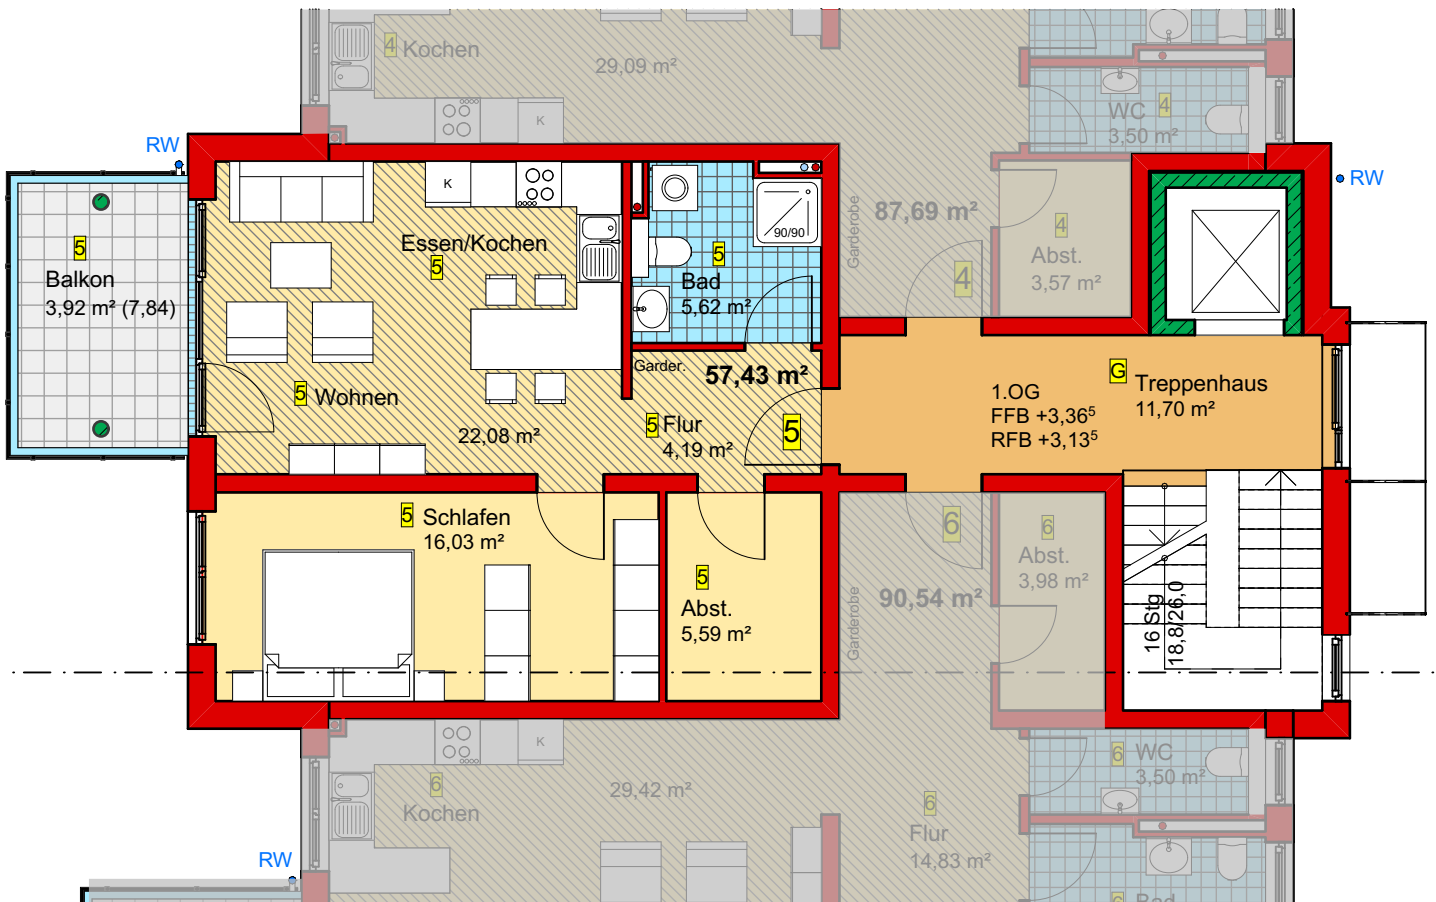 4 Kochen
29,09 m²
K
WC 4
3,50 m²
RW
RW
K
Essen/Kochen
5
90/90
5
Bad
5,62 m²
Garderobe
87,69 m²
4
4
Abst.
3,57 m²
5
Balkon
3,92 m² (7,84)
Garder.
57,43 m²
5 Wohnen
22,08 m²
5 Flur
4,19 m²
5
1.OG
FFB +3,36⁵
RFB +3,13⁵
G Treppenhaus
11,70 m²
5 Schlafen
16,03 m²
5
Abst.
5,59 m²
6
90,54 m²
Garderobe
6
Abst.
3,98 m²
16 Stg
18,8/26,0
K
6
Kochen
29,42 m²
6
Flur
14,83 m²
6 WC
3,50 m²
RW
6 Bad